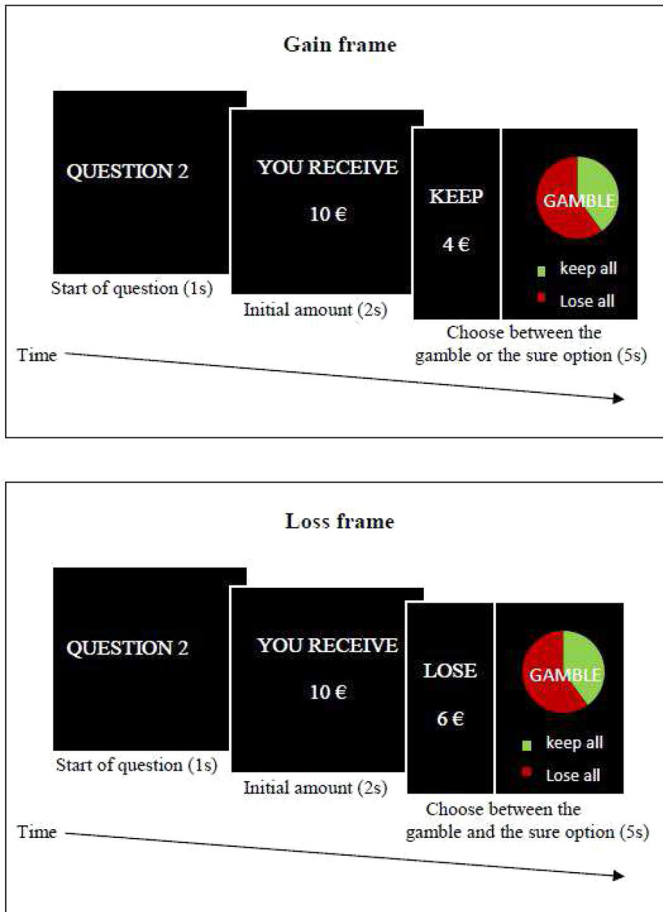 Gain frame
QUESTION 2
Start of question (1s)
YOU RECEIVE
10 €
Initial amount (2s)
KEEP
4 €
GAMBLE
keep all
Lose all
Choose between the
gamble or the sure option (5s)
Time
Loss frame
QUESTION 2
Start of question (1s)
YOU RECEIVE
10 €
Initial amount (2s)
LOSE
6 €
GAMBLE
keep all
Lose all
Choose between the
gamble and the sure option (5s)
Time